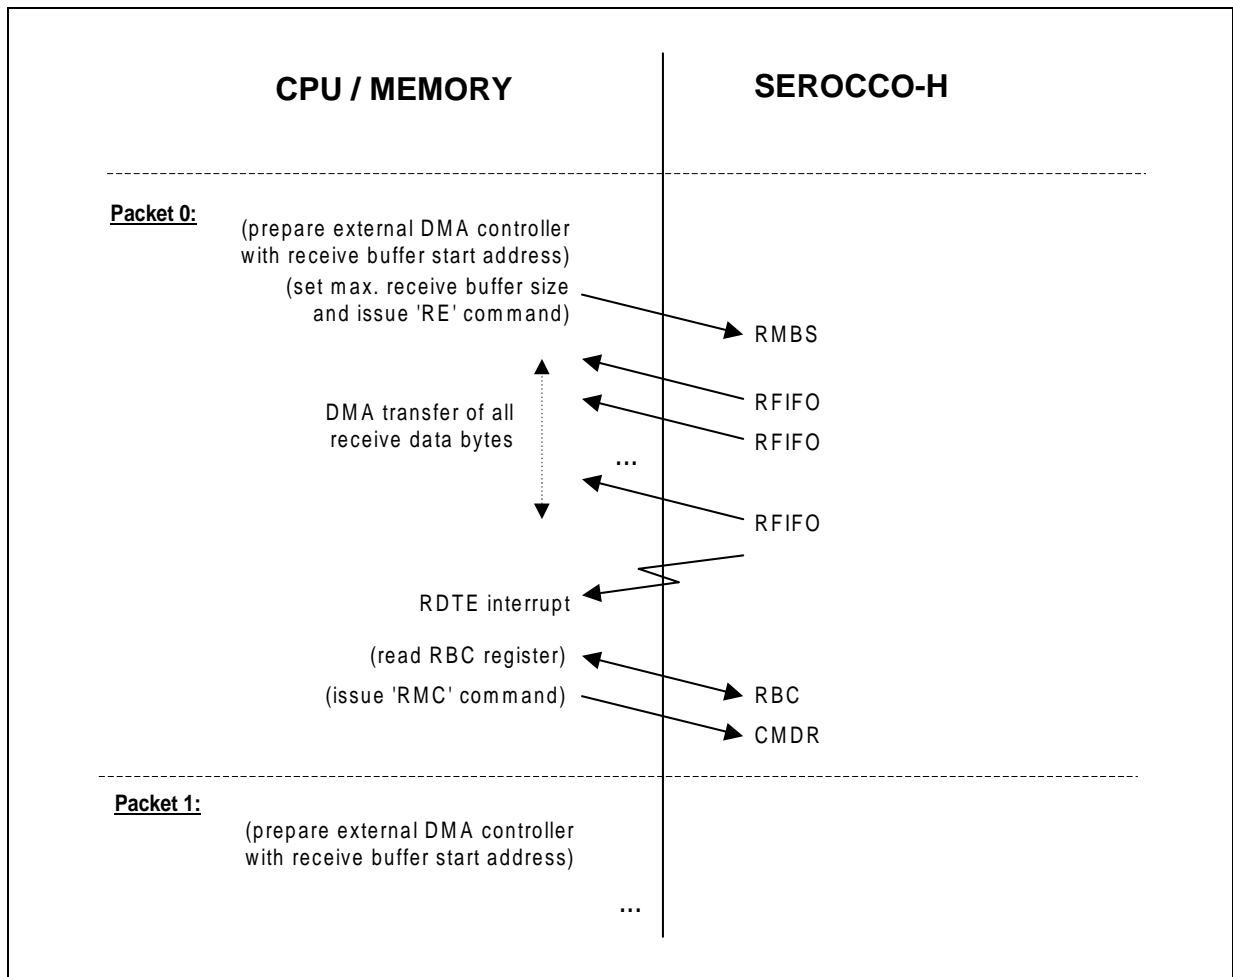 CPU / MEMORY
SEROCCO-H
Packet 0:
(prepare external DMA controller
with receive buffer start address)
(set max. receive buffer size
and issue 'RE' command)
RMBS
RFIFO
DMA transfer of all
receive data bytes
RFIFO
...
RFIFO
RDTE interrupt
(read RBC register)
(issue 'RMC' command)
RBC
CMDR
Packet 1:
(prepare external DMA controller
with receive buffer start address)
...